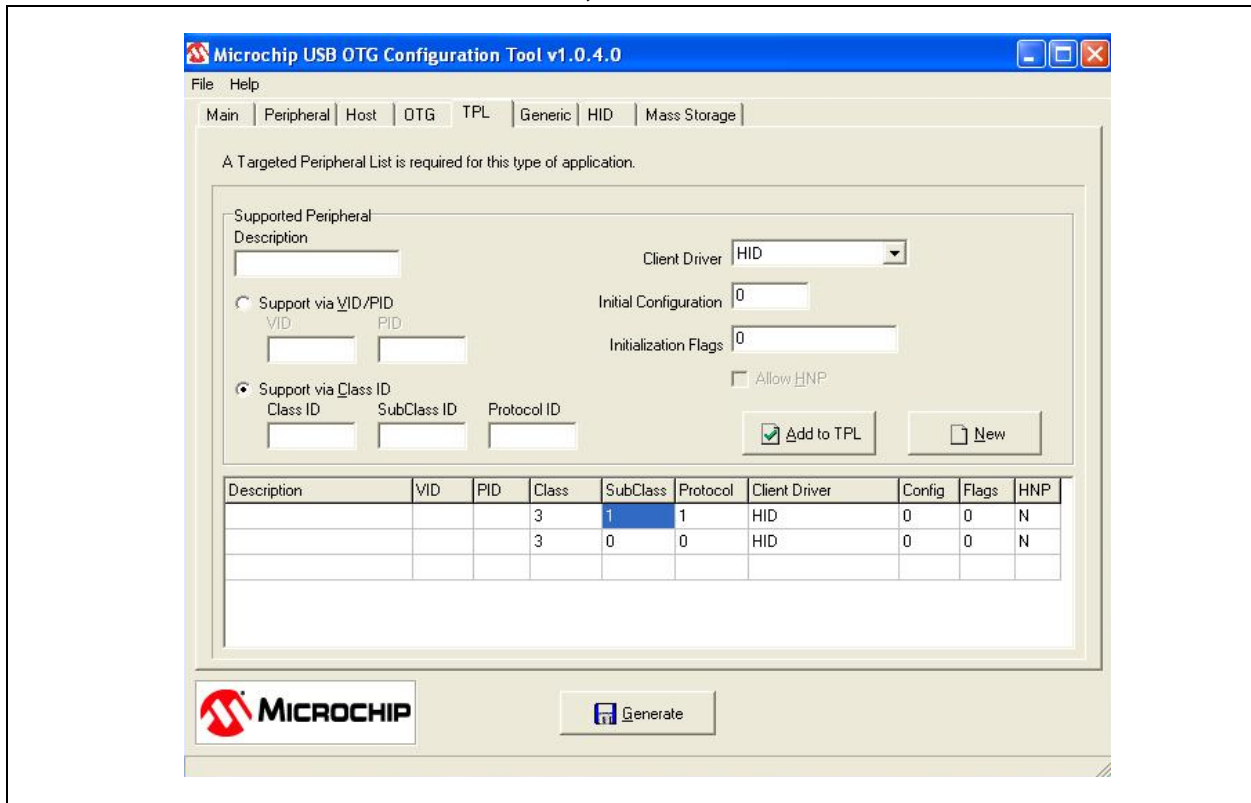 Microchip USB OTG Configuration Tool v1.0.4.0
File Help
Main Peripheral Host OTG TPL Generic HID Mass Storage
A Targeted Peripheral List is required for this type of application.
Supported Peripheral
Description
Client Driver HID
Support via VID/PID
Initial Configuration 0
VID PID
Initialization Flags 0
Allow HNP
Support via Class ID
Class ID SubClass ID Protocol ID
Add to TPL New
Description VID PID Class SubClass Protocol Client Driver Config Flags HNP
3 1 1 HID 0 0 N
3 0 0 HID 0 0 N
MICROCHIP
Generate